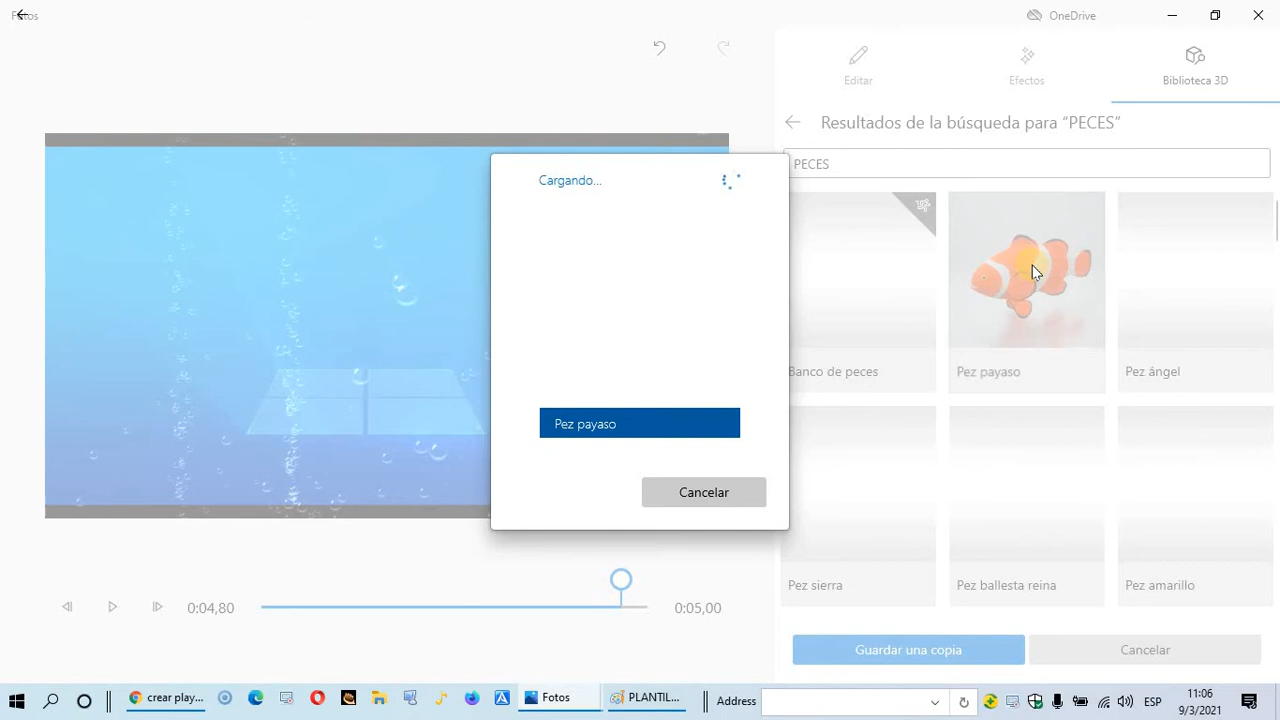 Fotos
OneDrive
Editar
Efectos
Biblioteca 3D
Resultados de la búsqueda para “PECES”
PECES
Cargando...
Pez payaso
Cancelar
Banco de peces
Pez payaso
Pez ángel
Pez sierra
Pez ballesta reina
Pez amarillo
0:04,80
0:05,00
Guardar una copia
Cancelar
crear play...
Fotos
PLANTIL...
Address
ESP
11:06
9/3/2021